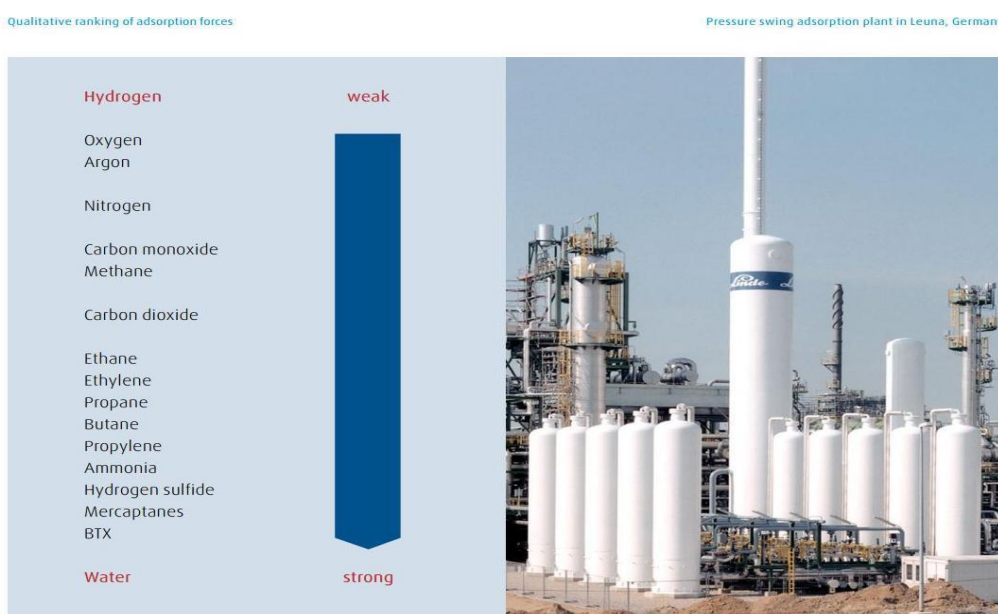 Qualitative ranking of adsorption forces
Pressure swing adsorption plant in Leuna, German
Hydrogen weak
Oxygen
Argon
Nitrogen
Carbon monoxide
Methane
Carbon dioxide
Ethane
Ethylene
Propane
Butane
Propylene
Ammonia
Hydrogen sulfide
Mercaptanes
BTX
Water strong
Linde